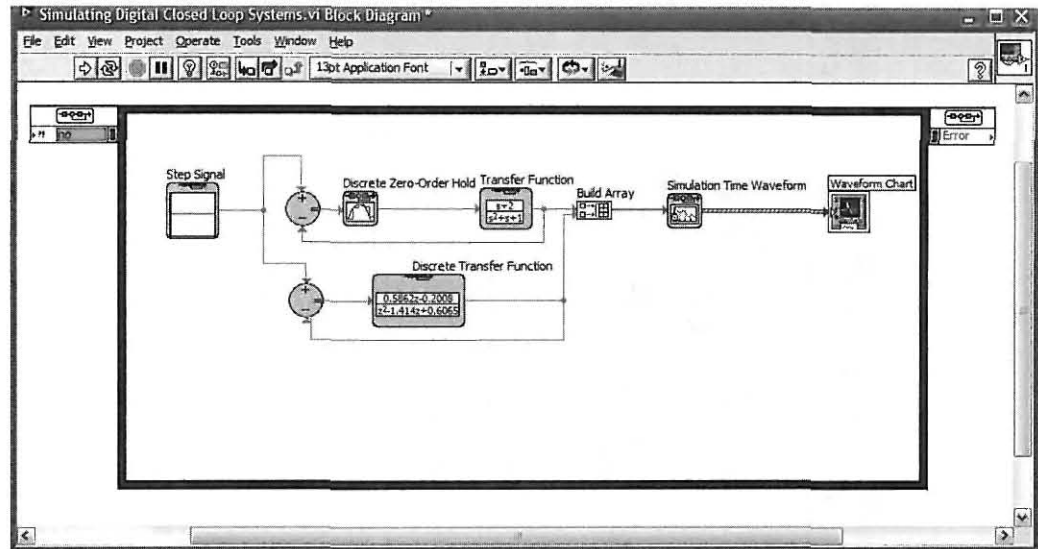 Simulating Digital Closed Loop Systems.vi Block Diagram *
File Edit View Project Operate Tools Window Help
13pt Application Font
no
Error
Step Signal
Discrete Zero-Order Hold
Transfer Function
s+2
s²+s+1
Build Array
Simulation Time Waveform
Waveform Chart
Discrete Transfer Function
0.5862z-0.2008
z²-1.414z+0.6065